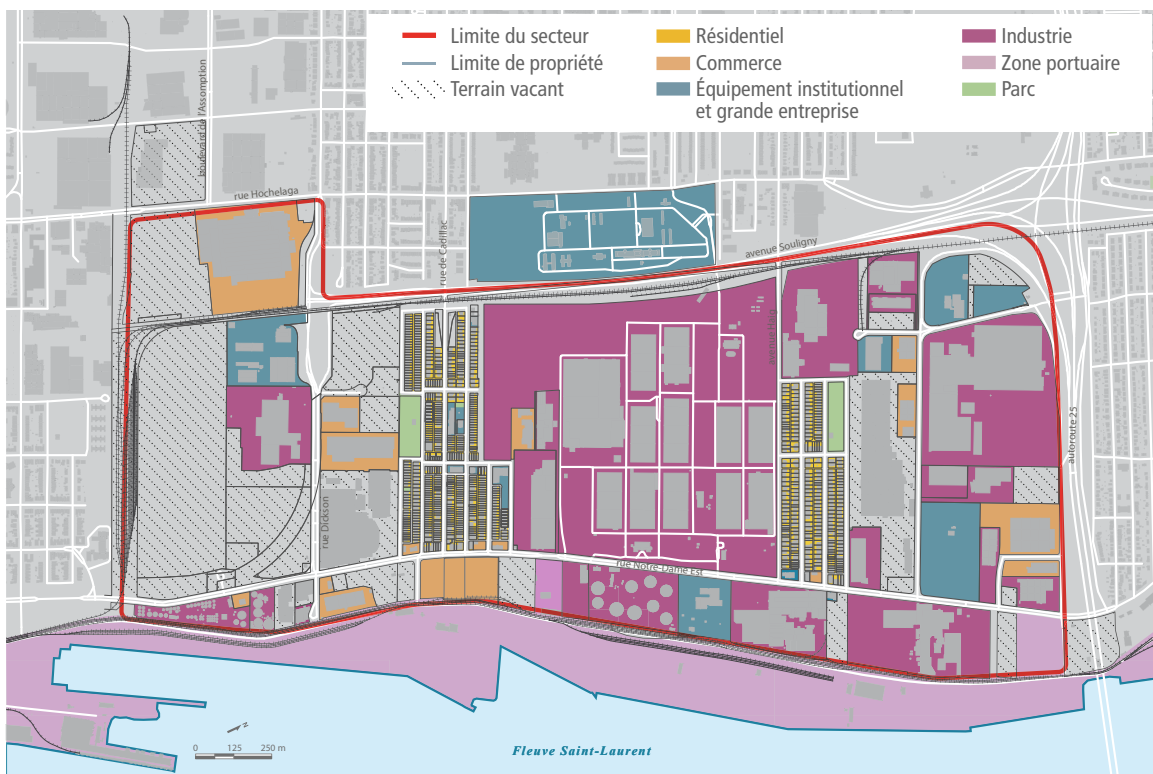 Limite du secteur
Limite de propriété
Terrain vacant
Résidentiel
Commerce
Équipement institutionnel
et grande entreprise
Industrie
Zone portuaire
Parc
boulevard de l'Assomption
rue Hochelaga
rue de Cadillac
avenue Souligny
avenue Haig
autoroute 25
rue Dickson
rue Notre-Dame Est
N
0 125 250 m
Fleuve Saint-Laurent